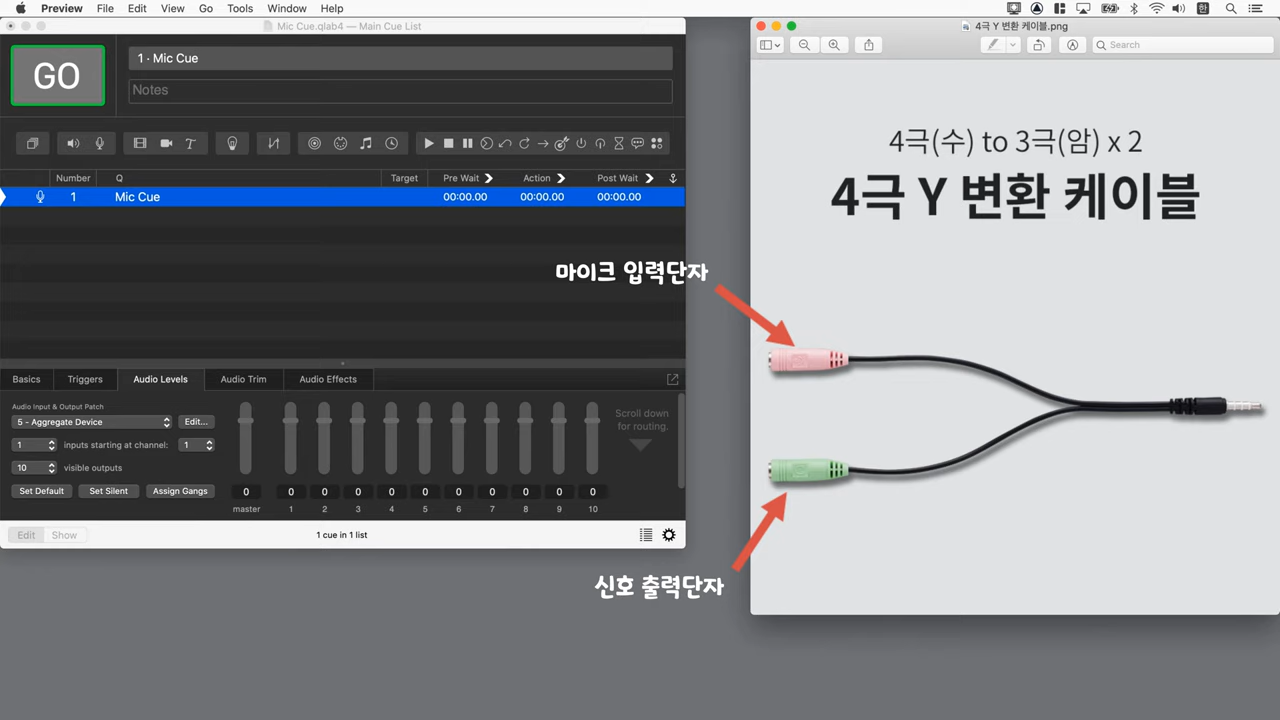 Preview File Edit View Go Tools Window Help
Mic Cue.qlab4 — Main Cue List
GO
1 · Mic Cue
Notes
Number Q Target Pre Wait Action Post Wait
1 Mic Cue 00:00.00 00:00.00 00:00.00
Basics Triggers Audio Levels Audio Trim Audio Effects
Audio Input & Output Patch
5 - Aggregate Device Edit...
1 inputs starting at channel: 1
10 visible outputs
Set Default Set Silent Assign Gangs
0 0 0 0 0 0 0 0 0 0 0
master 1 2 3 4 5 6 7 8 9 10
Scroll down
for routing.
Edit Show 1 cue in 1 list
한
4극 Y 변환 케이블.png
Search
4극(수) to 3극(암) x 2
4극 Y 변환 케이블
마이크 입력단자
신호 출력단자